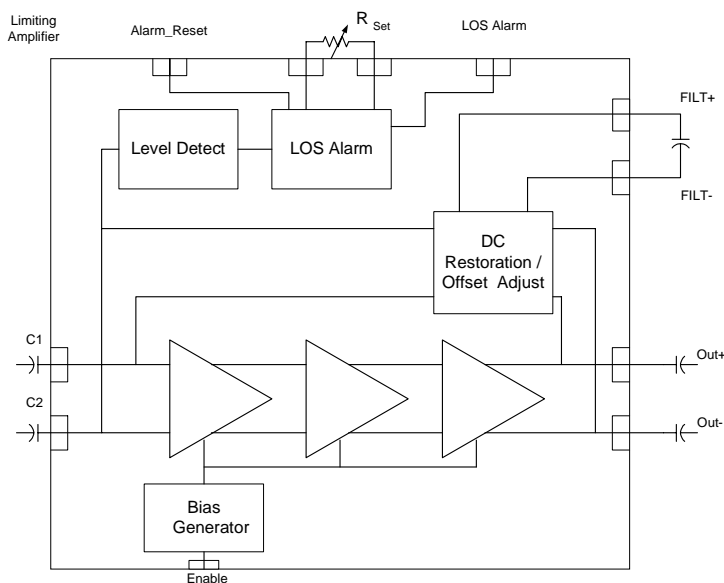 Limiting
Amplifier
Alarm_Reset
R Set
LOS Alarm
FILT+
Level Detect
LOS Alarm
FILT-
DC
Restoration /
Offset Adjust
C1
Out+
C2
Out-
Bias
Generator
Enable